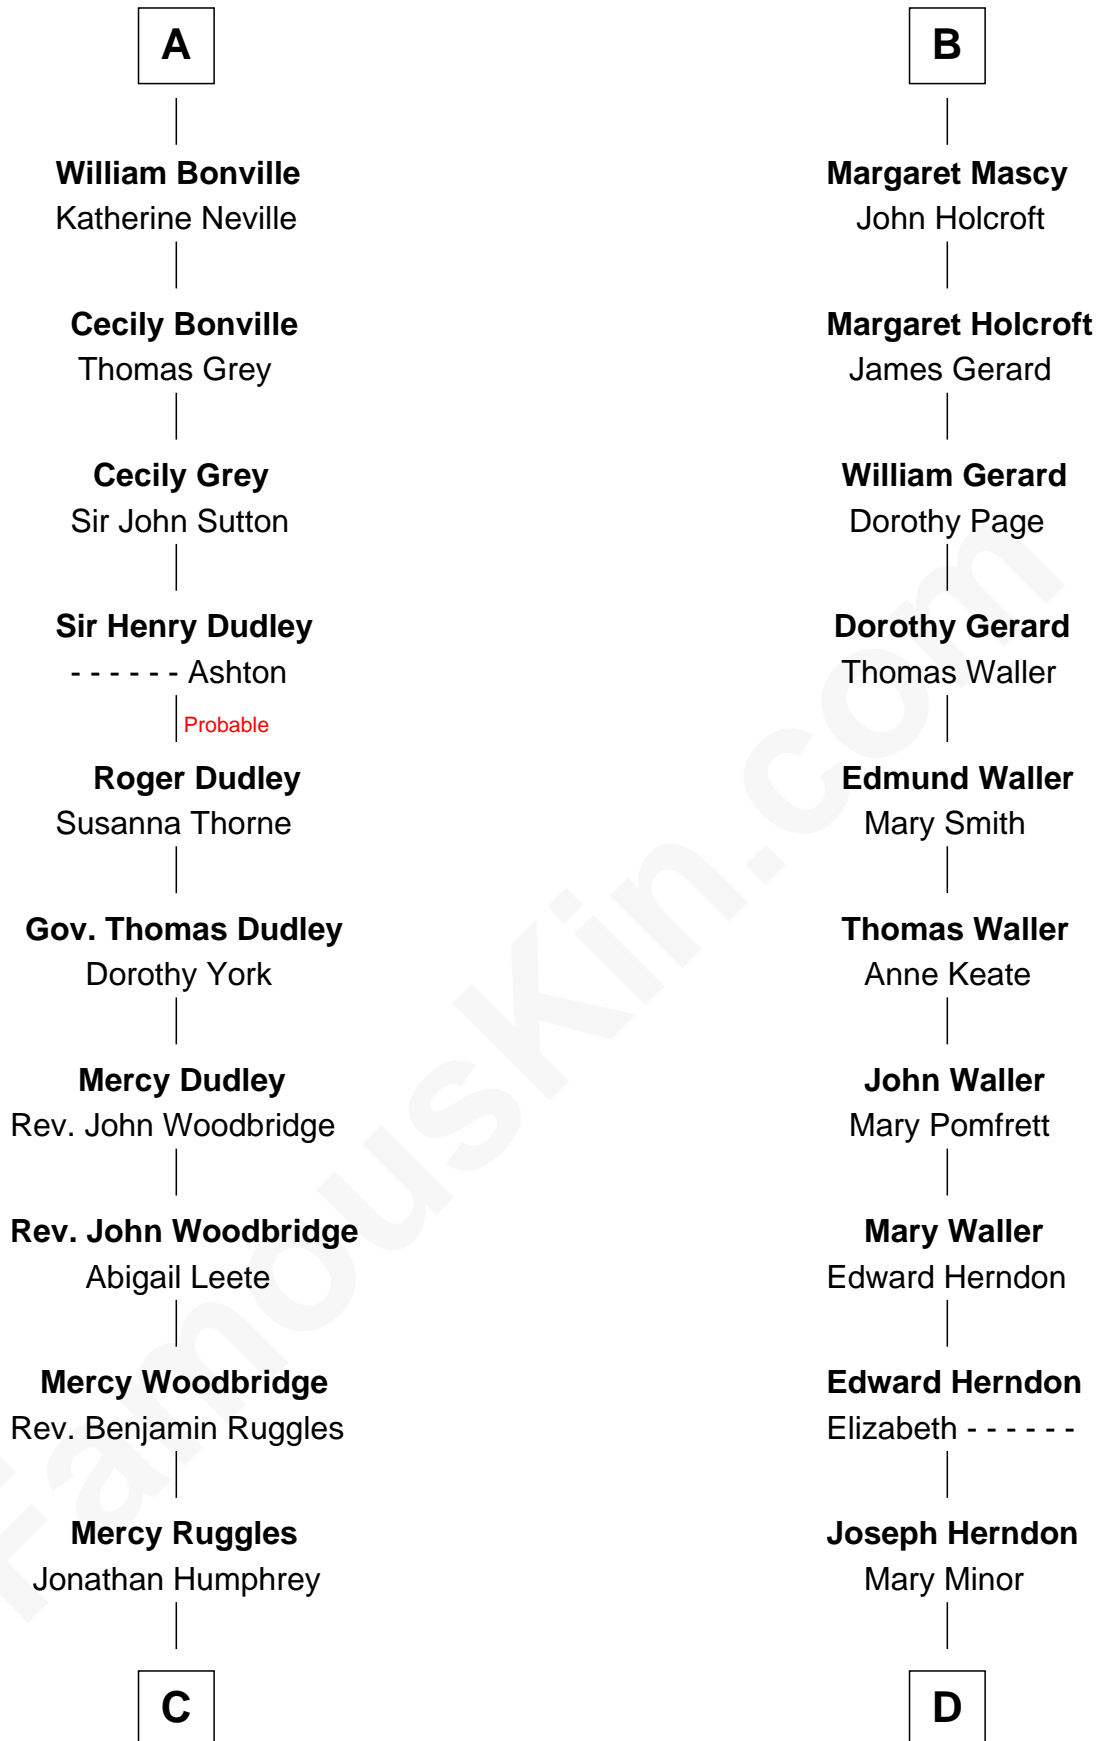 A
William Bonville
Katherine Neville
Cecily Bonville
Thomas Grey
Cecily Grey
Sir John Sutton
Sir Henry Dudley
- - - - - - Ashton
Probable
Roger Dudley
Susanna Thorne
Gov. Thomas Dudley
Dorothy York
Mercy Dudley
Rev. John Woodbridge
Rev. John Woodbridge
Abigail Leete
Mercy Woodbridge
Rev. Benjamin Ruggles
Mercy Ruggles
Jonathan Humphrey
C
B
Margaret Mascy
John Holcroft
Margaret Holcroft
James Gerard
William Gerard
Dorothy Page
Dorothy Gerard
Thomas Waller
Edmund Waller
Mary Smith
Thomas Waller
Anne Keate
John Waller
Mary Pomfrett
Mary Waller
Edward Herndon
Edward Herndon
Elizabeth - - - - - -
Joseph Herndon
Mary Minor
D
FamousKin.com